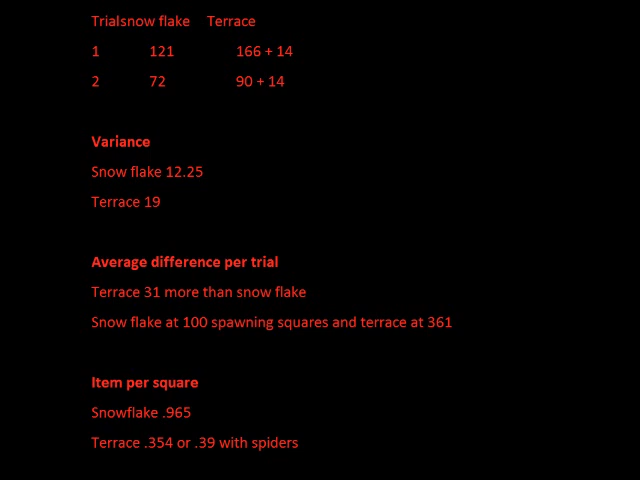 Trialsnow flake Terrace
1 121 166 + 14
2 72 90 + 14
Variance
Snow flake 12.25
Terrace 19
Average difference per trial
Terrace 31 more than snow flake
Snow flake at 100 spawning squares and terrace at 361
Item per square
Snowflake .965
Terrace .354 or .39 with spiders